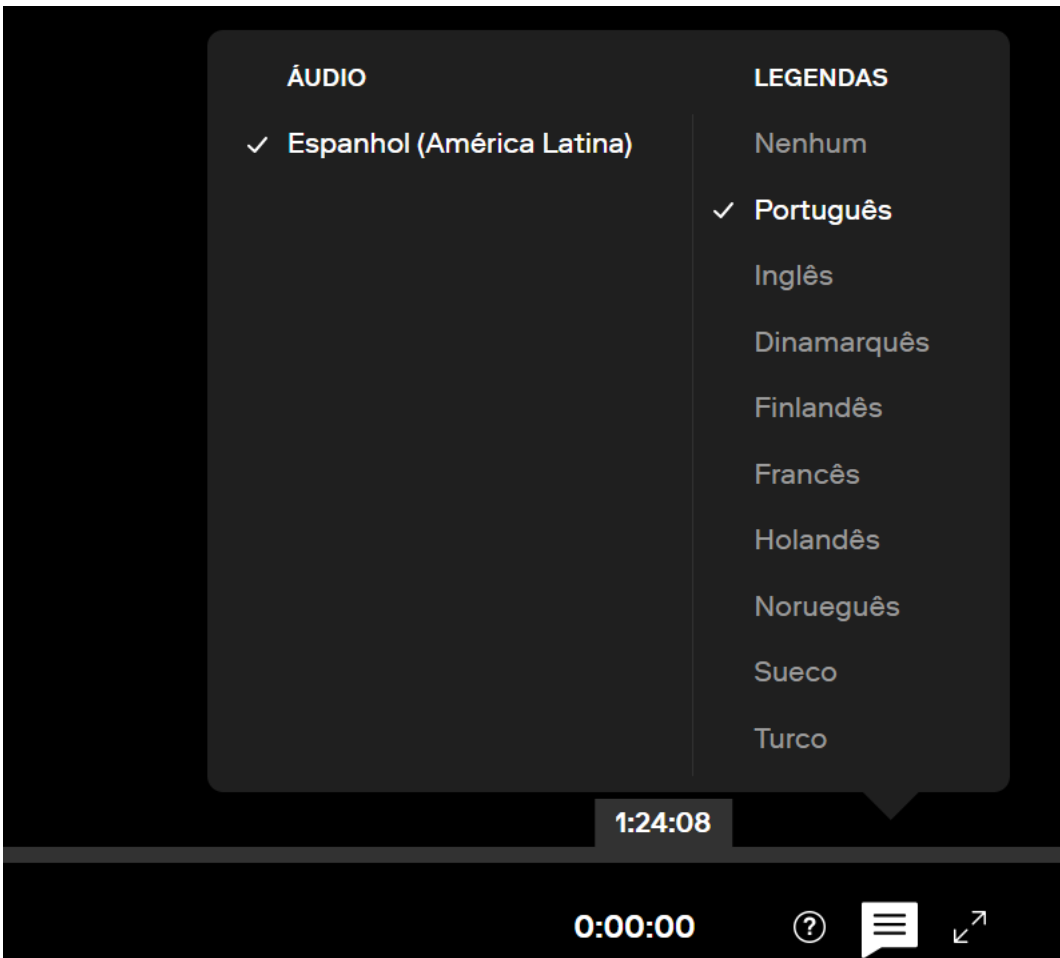 ÁUDIO
Espanhol (América Latina)
LEGENDAS
Nenhum
Português
Inglês
Dinamarquês
Finlandês
Francês
Holandês
Norueguês
Sueco
Turco
1:24:08
0:00:00
?